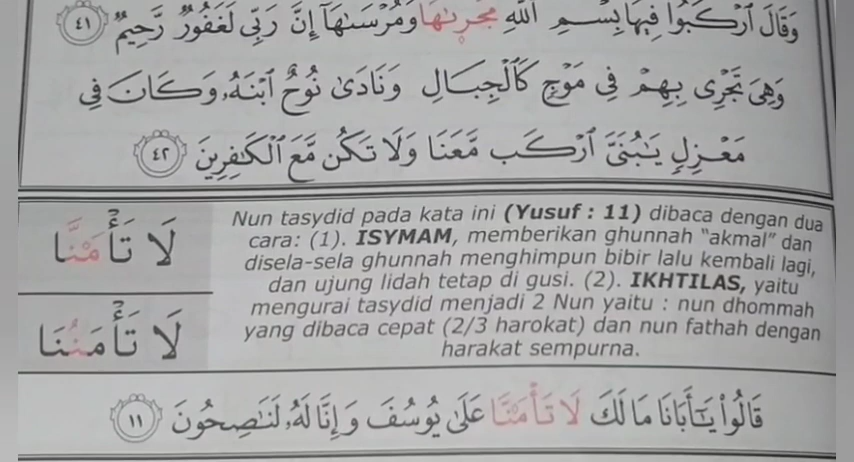 وَقَالَ ٱرۡكَبُوا۟ فِيهَا بِسۡمِ ٱللَّهِ مَجۡر۪ىٰهَا وَمُرۡسَىٰهَآ إِنَّ رَبِّى لَغَفُورٌ رَّحِيمٌ ٤١
وَهِىَ تَجۡرِى بِهِمۡ فِى مَوۡجٍ كَٱلۡجِبَالِ وَنَادَىٰ نُوحٌ ٱبۡنَهُۥ وَكَانَ فِى
مَعۡزِلٍ يَـٰبُنَىَّ ٱرۡكَب مَّعَنَا وَلَا تَكُن مَّعَ ٱلۡكَـٰفِرِينَ ٤٢
لَا تَأۡمَنَّا
لَا تَأۡمَنُنَا
Nun tasydid pada kata ini (Yusuf : 11) dibaca dengan dua
cara: (1). ISYMAM, memberikan ghunnah “akmal” dan
disela-sela ghunnah menghimpun bibir lalu kembali lagi,
dan ujung lidah tetap di gusi. (2). IKHTILAS, yaitu
mengurai tasydid menjadi 2 Nun yaitu : nun dhommah
yang dibaca cepat (2/3 harokat) dan nun fathah dengan
harakat sempurna.
قَالُوا۟ يَـٰٓأَبَانَا مَا لَكَ لَا تَأۡمَ۫نَّا عَلَىٰ يُوسُفَ وَإِنَّا لَهُۥ لَنَـٰصِحُونَ ١١